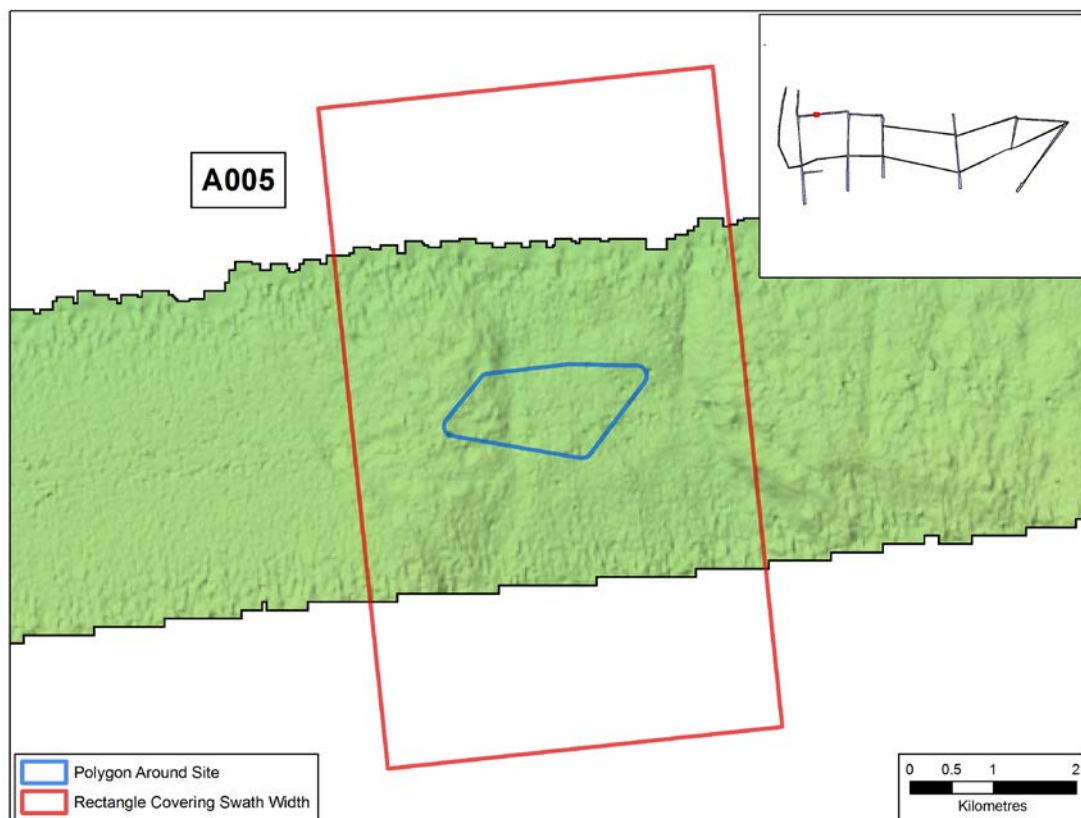 A005
Polygon Around Site
Rectangle Covering Swath Width
0 0.5 1 2
Kilometres